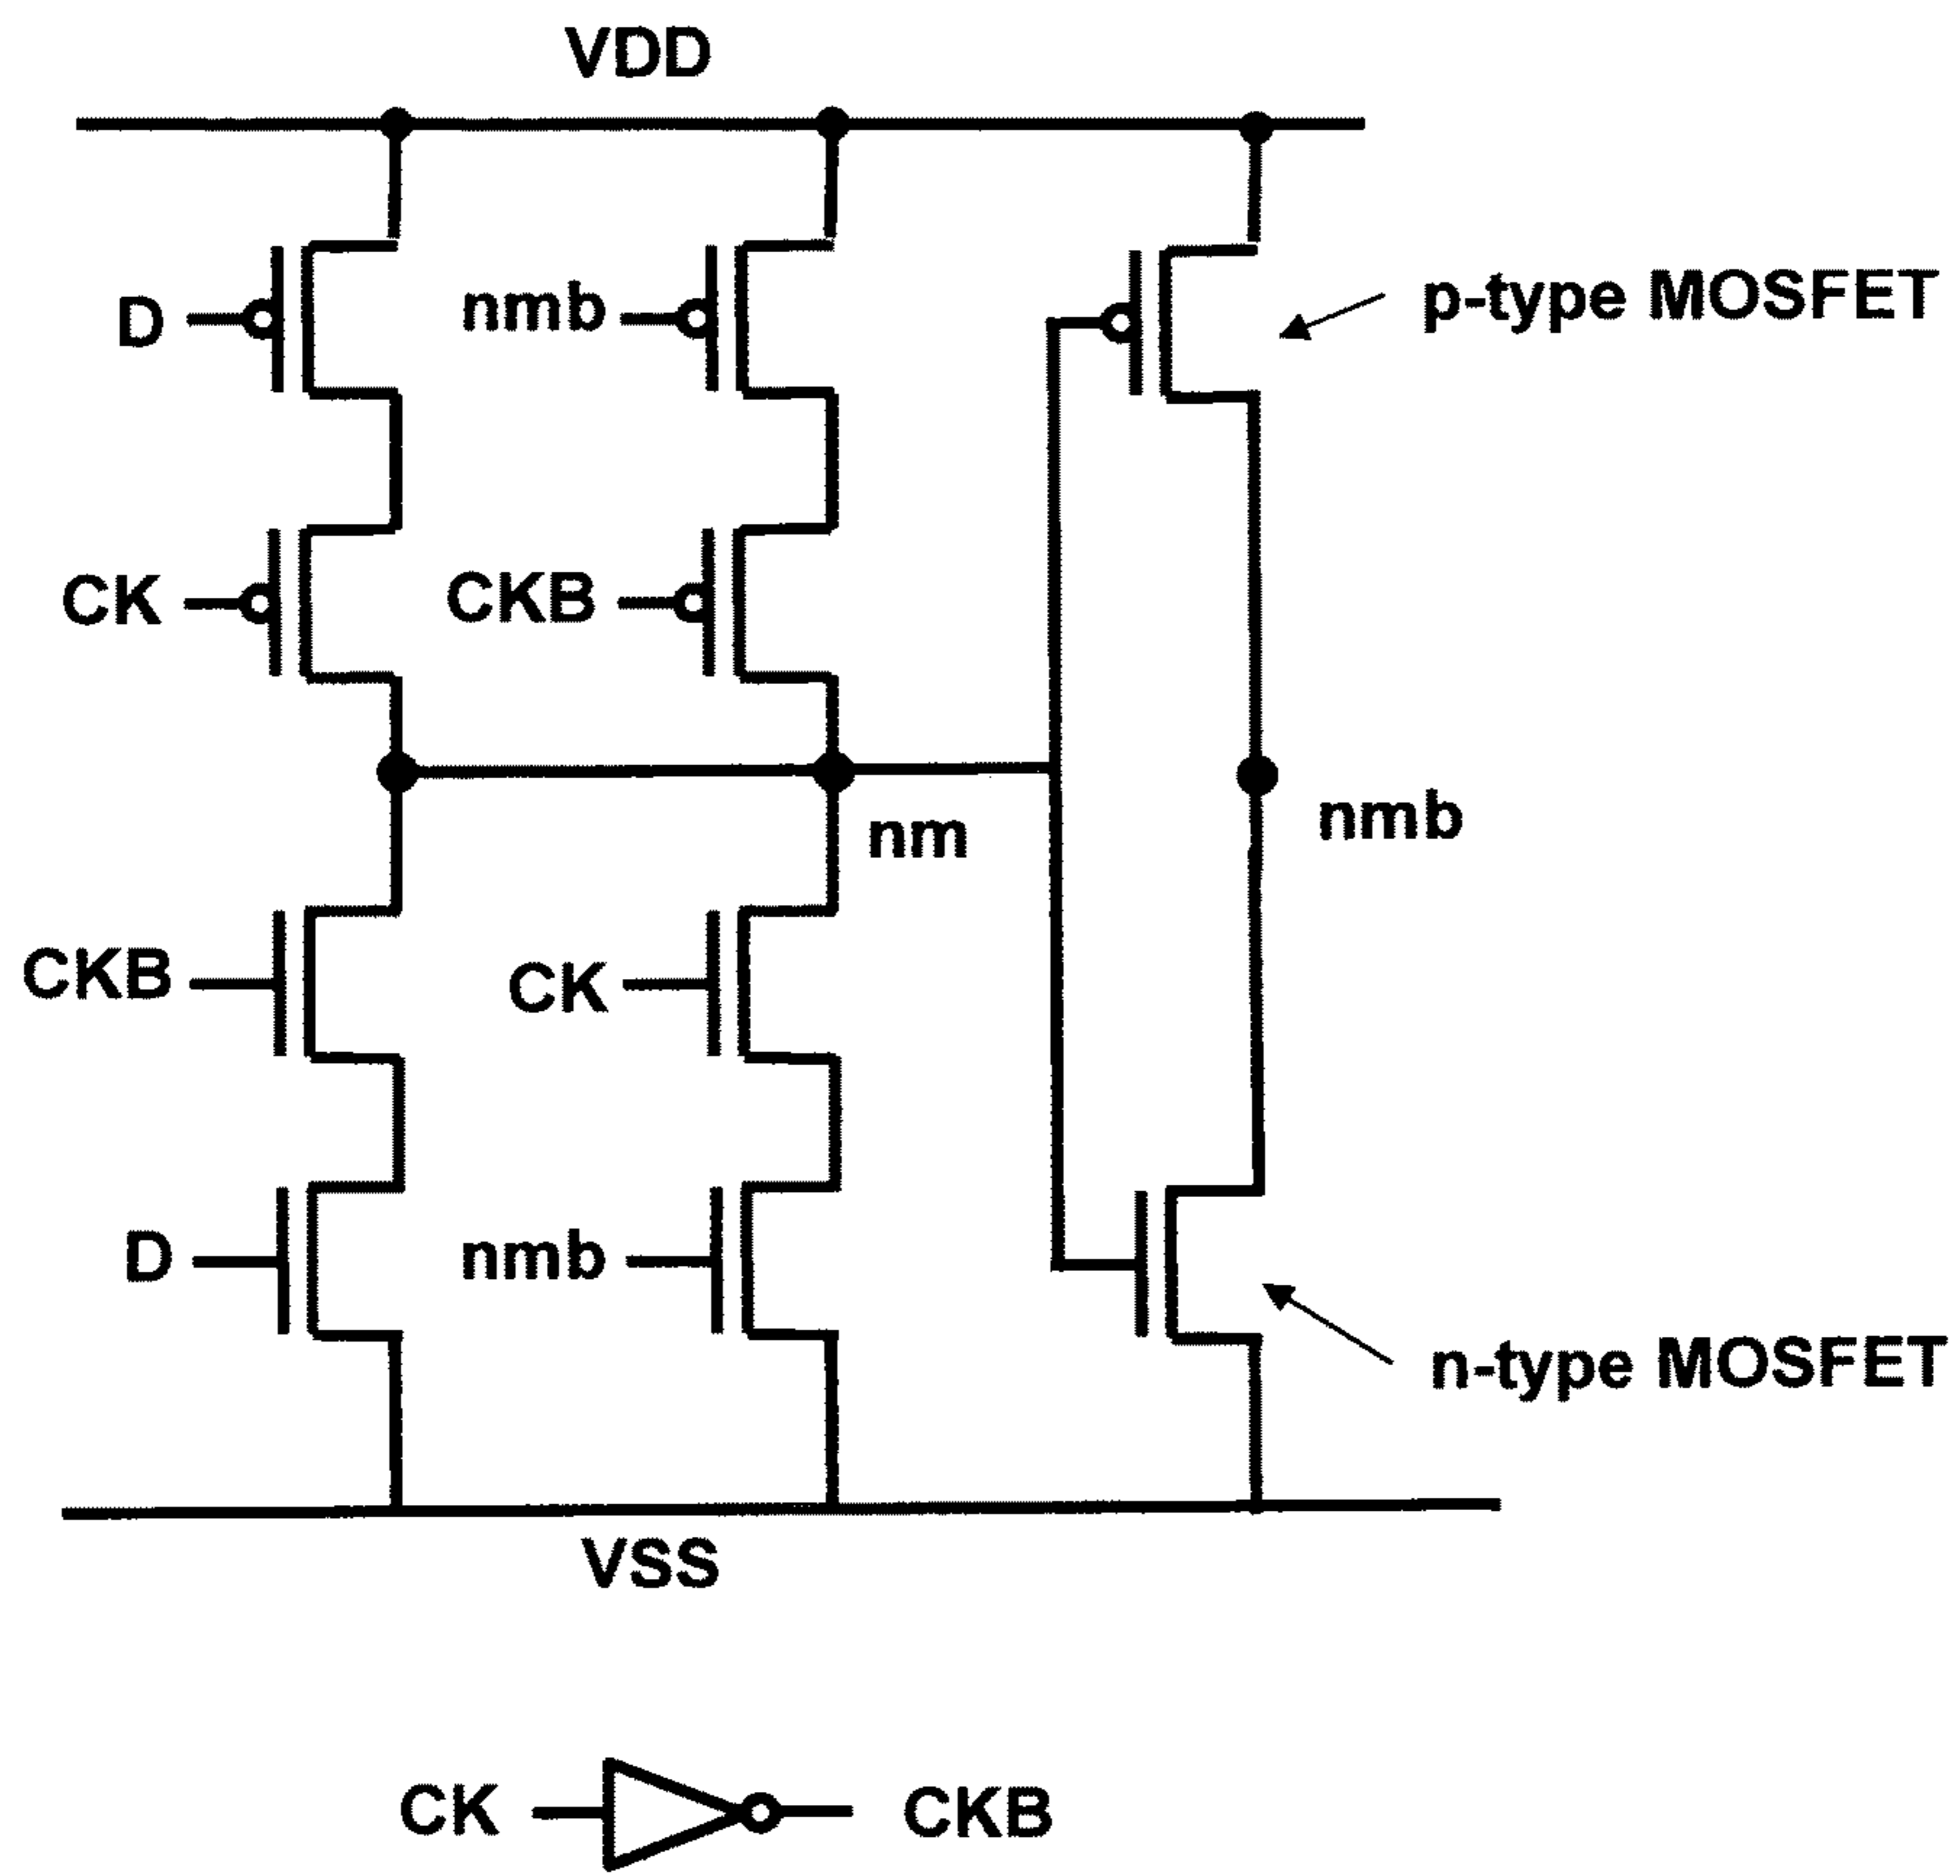 VDD
D
nmb
p-type MOSFET
CK
CKB
nm
nmb
CKB
CK
D
nmb
n-type MOSFET
VSS
CK
CKB